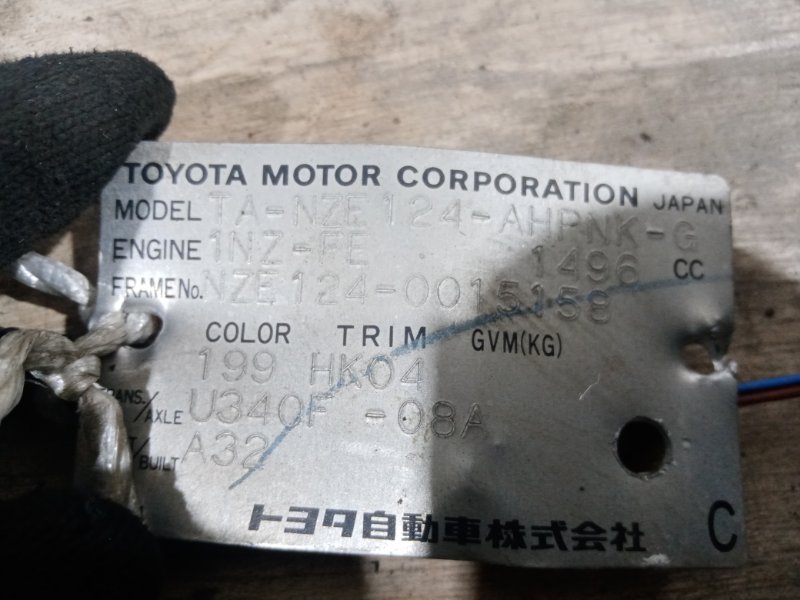 TOYOTA MOTOR CORPORATION JAPAN
MODEL TA-NZE124-AHPNK-G
ENGINE 1NZ-FE 1496 CC
FRAME No. NZE124-0015158
COLOR TRIM GVM(KG)
199 HK04
TRANS./AXLE U340F -08A
/BUILT A32
トヨタ自動車株式会社
C